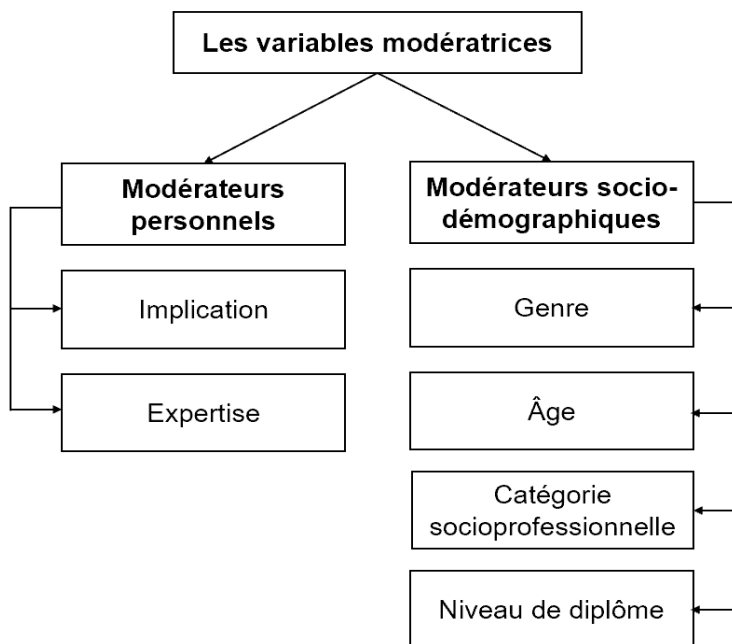 Les variables modératrices
Modérateurs
personnels
Implication
Expertise
Modérateurs socio-
démographiques
Genre
Âge
Catégorie
socioprofessionnelle
Niveau de diplôme